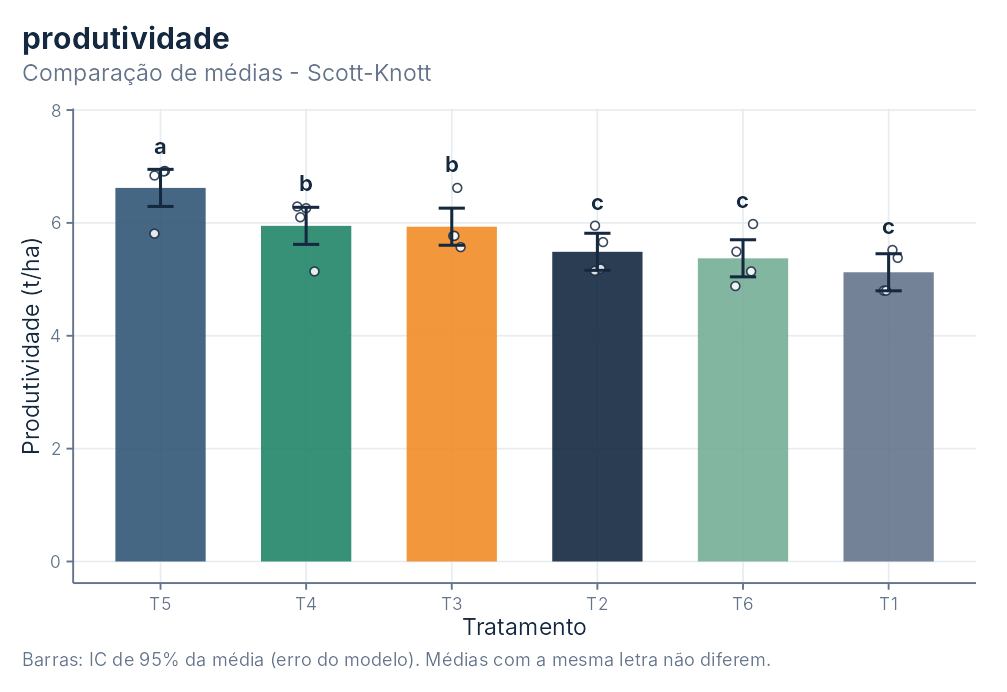 produtividade
Comparação de médias - Scott-Knott
8
6
4
2
0
Produtividade (t/ha)
a
b
b
c
c
c
T5 T4 T3 T2 T6 T1
Tratamento
Barras: IC de 95% da média (erro do modelo). Médias com a mesma letra não diferem.